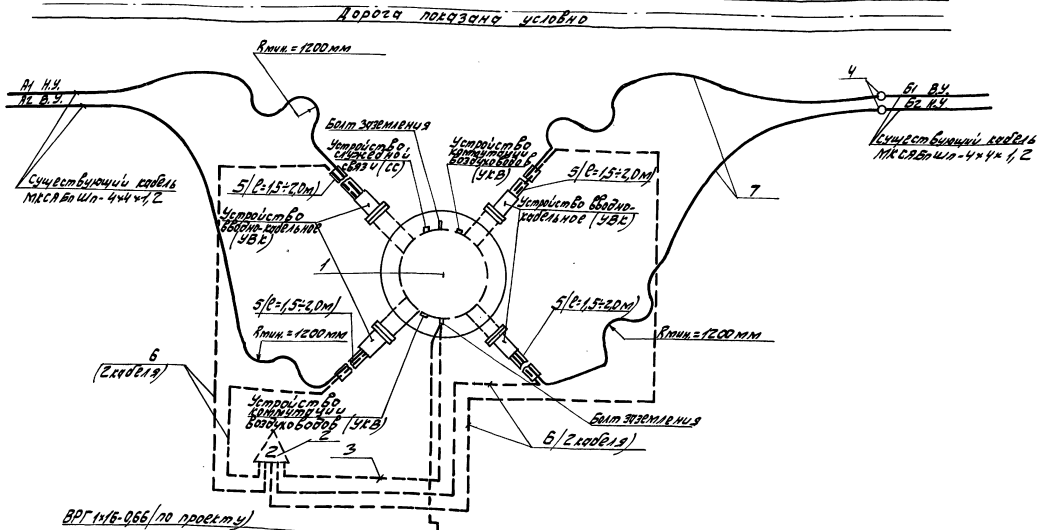 Дорога показана условно
Rмин. = 1200 мм
А1 Н.У.
А2 В.У.
4
Б1 В.У.
Б2 Н.У.
Болт заземления
Устройство
служебной
связи (СС)
Устройство
коммутации
воздуховодов
(УКВ)
Существующий кабель
МКСАБпШп-4×4×1,2
Существующий кабель
МКСАБпШп-4×4×1,2
5(ℓ=1,5÷2,0м)
5(ℓ=1,5÷2,0м)
7
Устройство
вводно-кабельное
(УВК)
Устройство вводно-
кабельное (УВК)
1
5(ℓ=1,5÷2,0м)
5(ℓ=1,5÷2,0м)
Rмин. = 1200 мм
Rмин. = 1200 мм
6
(2кабеля)
Устройство
коммутации
воздуховодов (УКВ)
2
2
3
Болт заземления
6(2кабеля)
ВРГ 1×16-0,66(по проекту)